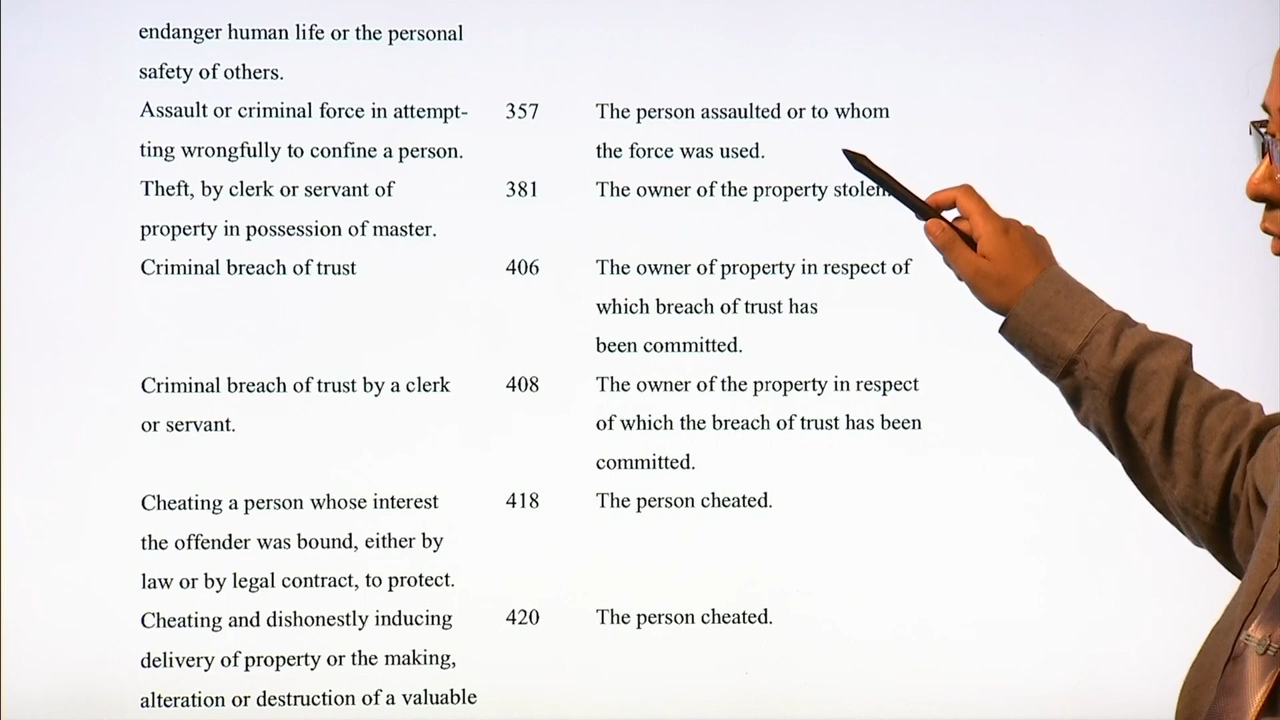 endanger human life or the personal
safety of others.
Assault or criminal force in attempt- 357 The person assaulted or to whom
ting wrongfully to confine a person. the force was used.
Theft, by clerk or servant of 381 The owner of the property stolen.
property in possession of master.
Criminal breach of trust 406 The owner of property in respect of
which breach of trust has
been committed.
Criminal breach of trust by a clerk 408 The owner of the property in respect
or servant. of which the breach of trust has been
committed.
Cheating a person whose interest 418 The person cheated.
the offender was bound, either by
law or by legal contract, to protect.
Cheating and dishonestly inducing 420 The person cheated.
delivery of property or the making,
alteration or destruction of a valuable